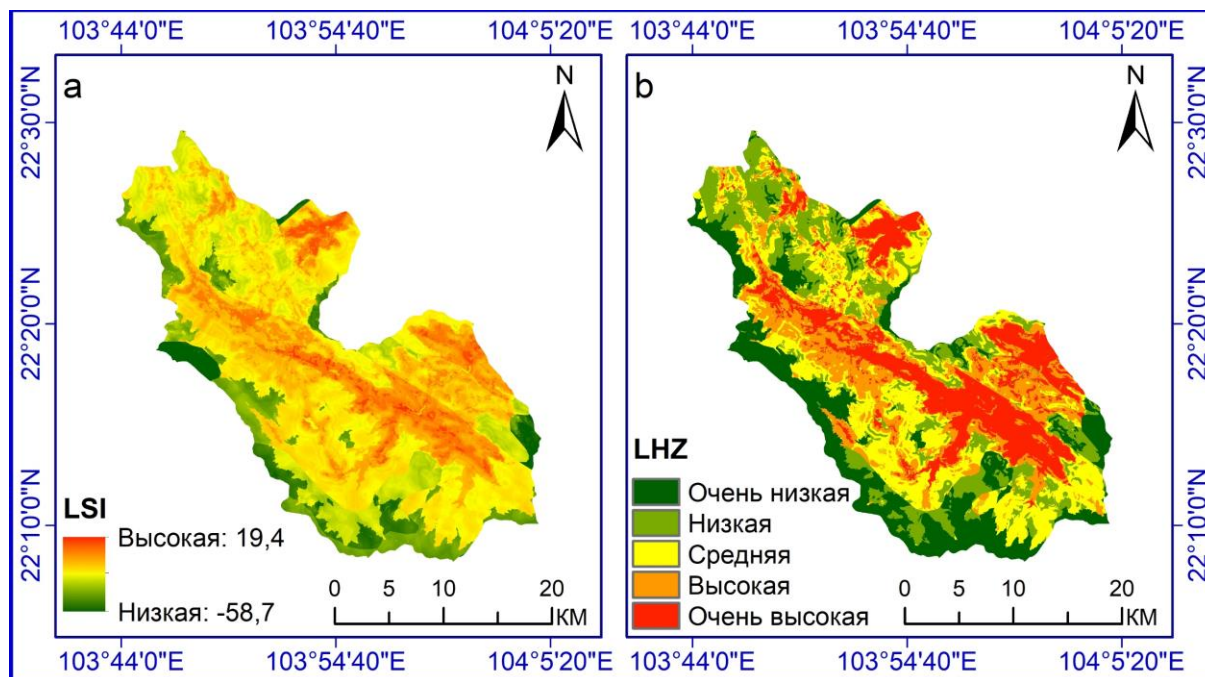 103°44'0"E 103°54'40"E 104°5'20"E 103°44'0"E 103°54'40"E 104°5'20"E
a
N
b
N
22°30'0"N
22°20'0"N
22°10'0"N
22°30'0"N
22°20'0"N
22°10'0"N
LSI
Высокая: 19,4
Низкая: -58,7
0 5 10 20
КМ
LHZ
Очень низкая
Низкая
Средняя
Высокая
Очень высокая
0 5 10 20
КМ
103°44'0"E 103°54'40"E 104°5'20"E 103°44'0"E 103°54'40"E 104°5'20"E